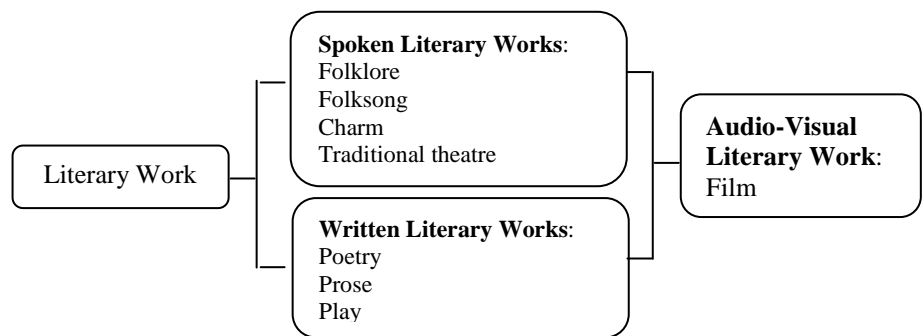 Literary Work
Spoken Literary Works:
Folklore
Folksong
Charm
Traditional theatre
Written Literary Works:
Poetry
Prose
Play
Audio-Visual
Literary Work:
Film